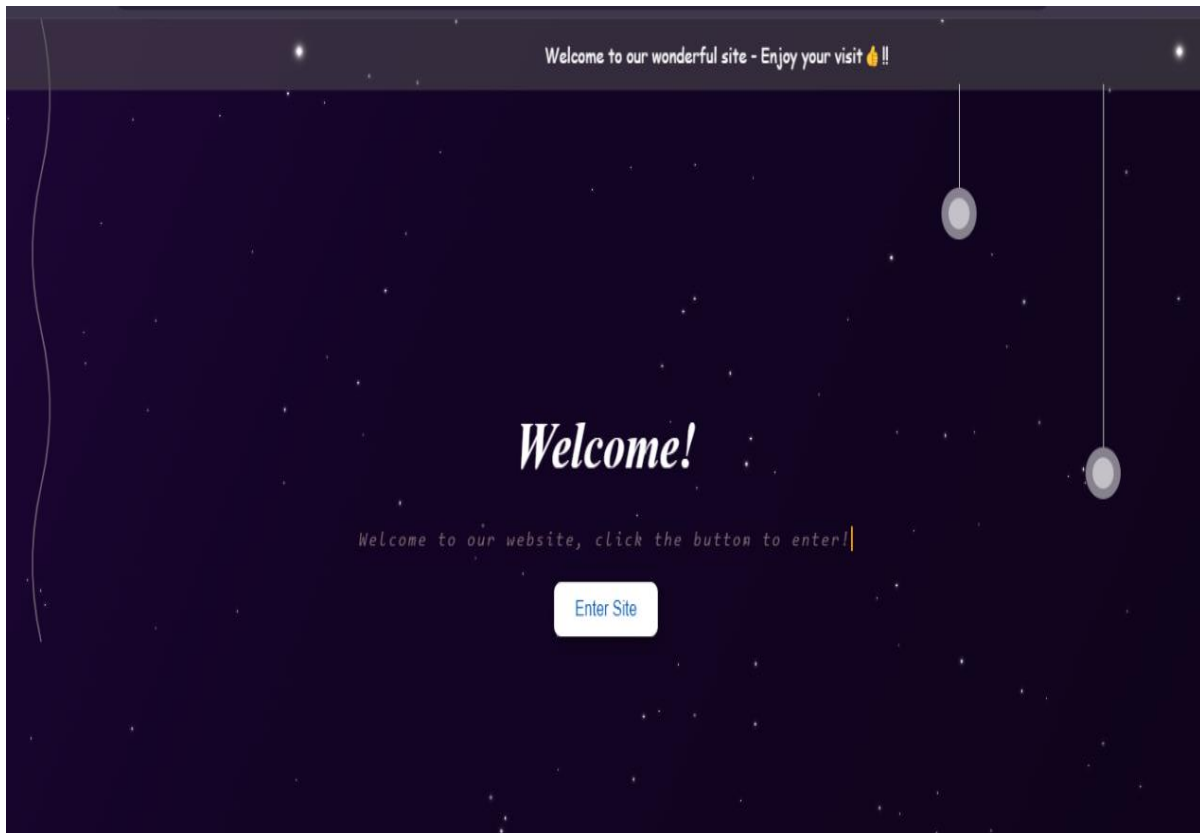 Welcome to our wonderful site - Enjoy your visit👍!!
Welcome!
Welcome to our website, click the button to enter!
Enter Site